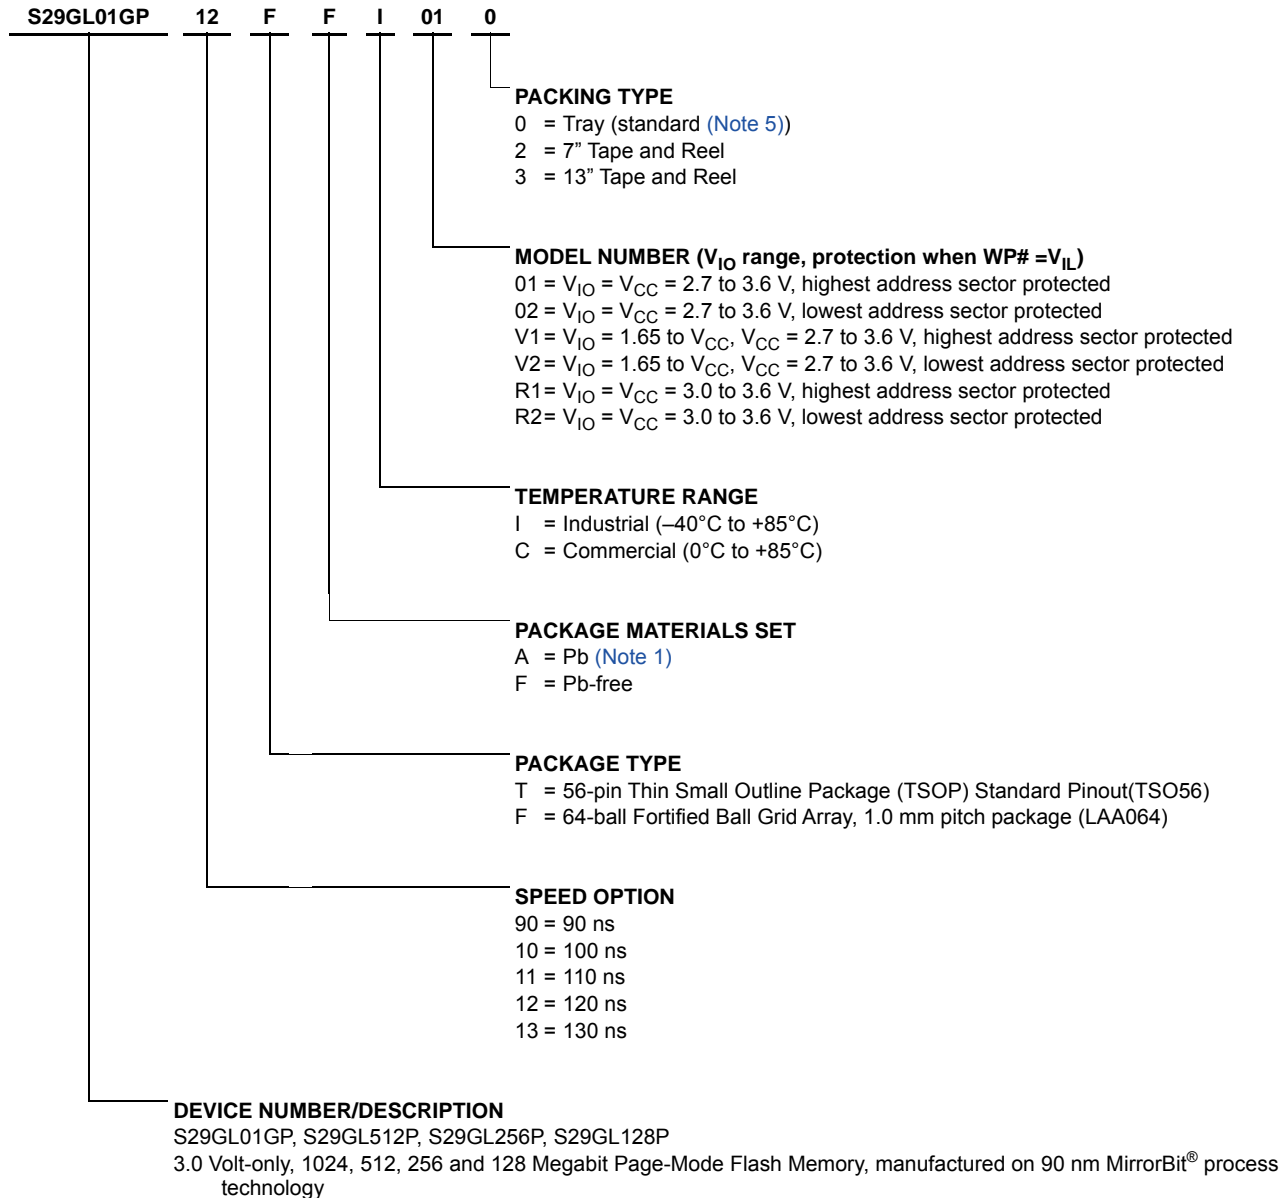 S29GL01GP 12 F F I 01 0
PACKING TYPE
0 = Tray (standard (Note 5))
2 = 7” Tape and Reel
3 = 13” Tape and Reel
MODEL NUMBER (VIO range, protection when WP# =VIL)
01 = VIO = VCC = 2.7 to 3.6 V, highest address sector protected
02 = VIO = VCC = 2.7 to 3.6 V, lowest address sector protected
V1 = VIO = 1.65 to VCC, VCC = 2.7 to 3.6 V, highest address sector protected
V2 = VIO = 1.65 to VCC, VCC = 2.7 to 3.6 V, lowest address sector protected
R1= VIO = VCC = 3.0 to 3.6 V, highest address sector protected
R2= VIO = VCC = 3.0 to 3.6 V, lowest address sector protected
TEMPERATURE RANGE
I = Industrial (–40°C to +85°C)
C = Commercial (0°C to +85°C)
PACKAGE MATERIALS SET
A = Pb (Note 1)
F = Pb-free
PACKAGE TYPE
T = 56-pin Thin Small Outline Package (TSOP) Standard Pinout(TSO56)
F = 64-ball Fortified Ball Grid Array, 1.0 mm pitch package (LAA064)
SPEED OPTION
90 = 90 ns
10 = 100 ns
11 = 110 ns
12 = 120 ns
13 = 130 ns
DEVICE NUMBER/DESCRIPTION
S29GL01GP, S29GL512P, S29GL256P, S29GL128P
3.0 Volt-only, 1024, 512, 256 and 128 Megabit Page-Mode Flash Memory, manufactured on 90 nm MirrorBit® process
technology